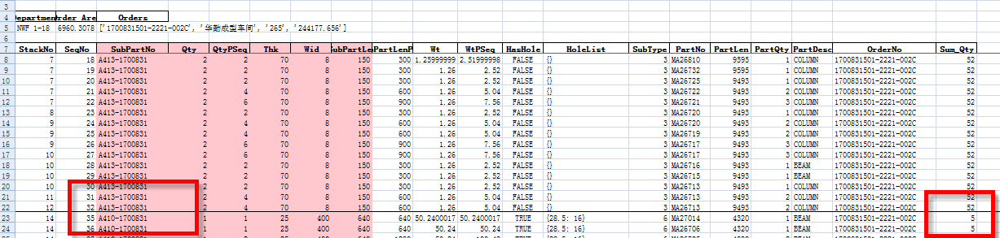 3
4 Departmen Order Are Orders
5 NWF 1-18 6960.3078 ['1700831501-2221-002C', '华勤成型车间', '265', '244177.656']
6
7 StackNo SeqNo SubPartNo Qty QtyPSeq Thk Wid SubPartLen PartLenP Wt WtPSeq HasHole HoleList SubType PartNo PartLen PartQty PartDesc OrderNo Sum_Qty
8 7 18 A413-1700831 2 2 70 8 150 300 1.25999999 2.51999998 FALSE {} 3 MA26810 9595 1 COLUMN 1700831501-2221-002C 52
9 7 19 A413-1700831 2 2 70 8 150 300 1.26 2.52 FALSE {} 3 MA26732 9595 1 COLUMN 1700831501-2221-002C 52
10 7 20 A413-1700831 2 2 70 8 150 300 1.26 2.52 FALSE {} 3 MA26725 9493 1 COLUMN 1700831501-2221-002C 52
11 7 21 A413-1700831 2 4 70 8 150 600 1.26 5.04 FALSE {} 3 MA26722 9493 2 COLUMN 1700831501-2221-002C 52
12 7 22 A413-1700831 2 6 70 8 150 900 1.26 7.56 FALSE {} 3 MA26721 9493 3 COLUMN 1700831501-2221-002C 52
13 8 23 A413-1700831 2 2 70 8 150 300 1.26 2.52 FALSE {} 3 MA26720 9493 1 COLUMN 1700831501-2221-002C 52
14 9 24 A413-1700831 2 4 70 8 150 600 1.26 5.04 FALSE {} 3 MA26720 9493 2 COLUMN 1700831501-2221-002C 52
15 9 25 A413-1700831 2 4 70 8 150 600 1.26 5.04 FALSE {} 3 MA26719 9493 2 COLUMN 1700831501-2221-002C 52
16 9 26 A413-1700831 2 6 70 8 150 900 1.26 7.56 FALSE {} 3 MA26717 9493 3 COLUMN 1700831501-2221-002C 52
17 10 27 A413-1700831 2 6 70 8 150 900 1.26 7.56 FALSE {} 3 MA26717 9493 3 COLUMN 1700831501-2221-002C 52
18 10 28 A413-1700831 2 2 70 8 150 300 1.26 2.52 FALSE {} 3 MA26716 9493 1 BEAM 1700831501-2221-002C 52
19 10 29 A413-1700831 2 2 70 8 150 300 1.26 2.52 FALSE {} 3 MA26715 9493 1 BEAM 1700831501-2221-002C 52
20 10 30 A413-1700831 2 2 70 8 150 300 1.26 2.52 FALSE {} 3 MA26713 9493 1 COLUMN 1700831501-2221-002C 52
21 11 31 A413-1700831 2 4 70 8 150 600 1.26 5.04 FALSE {} 3 MA26713 9493 2 COLUMN 1700831501-2221-002C 52
22 12 32 A413-1700831 2 4 70 8 150 600 1.26 5.04 FALSE {} 3 MA26713 9493 2 COLUMN 1700831501-2221-002C 52
23 14 35 A410-1700831 1 1 25 400 640 640 50.2400017 50.2400017 TRUE {28.5: 16} 6 MA27014 4320 1 BEAM 1700831501-2221-002C 5
24 14 36 A410-1700831 1 1 25 400 640 640 50.24 50.24 TRUE {28.5: 16} 6 MA26706 4320 1 BEAM 1700831501-2221-002C 5